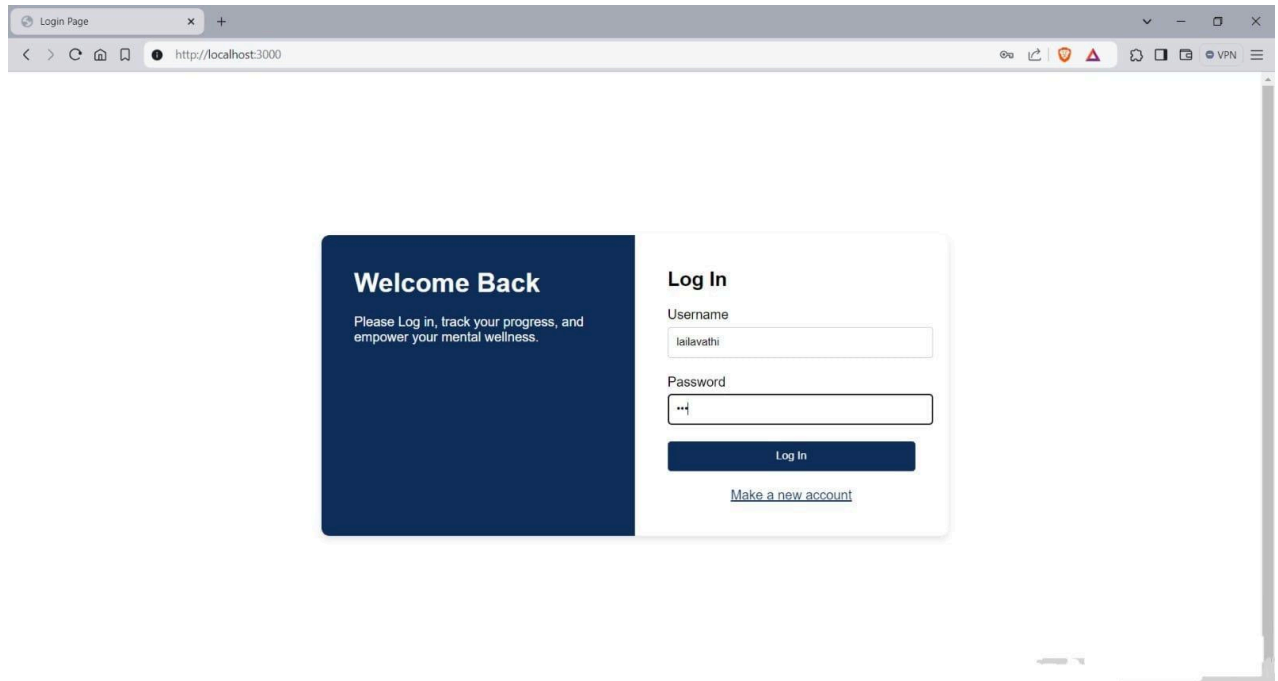 Login Page
http://localhost:3000
VPN
Welcome Back
Please Log in, track your progress, and
empower your mental wellness.
Log In
Username
lailavathi
Password
•••
Log In
Make a new account